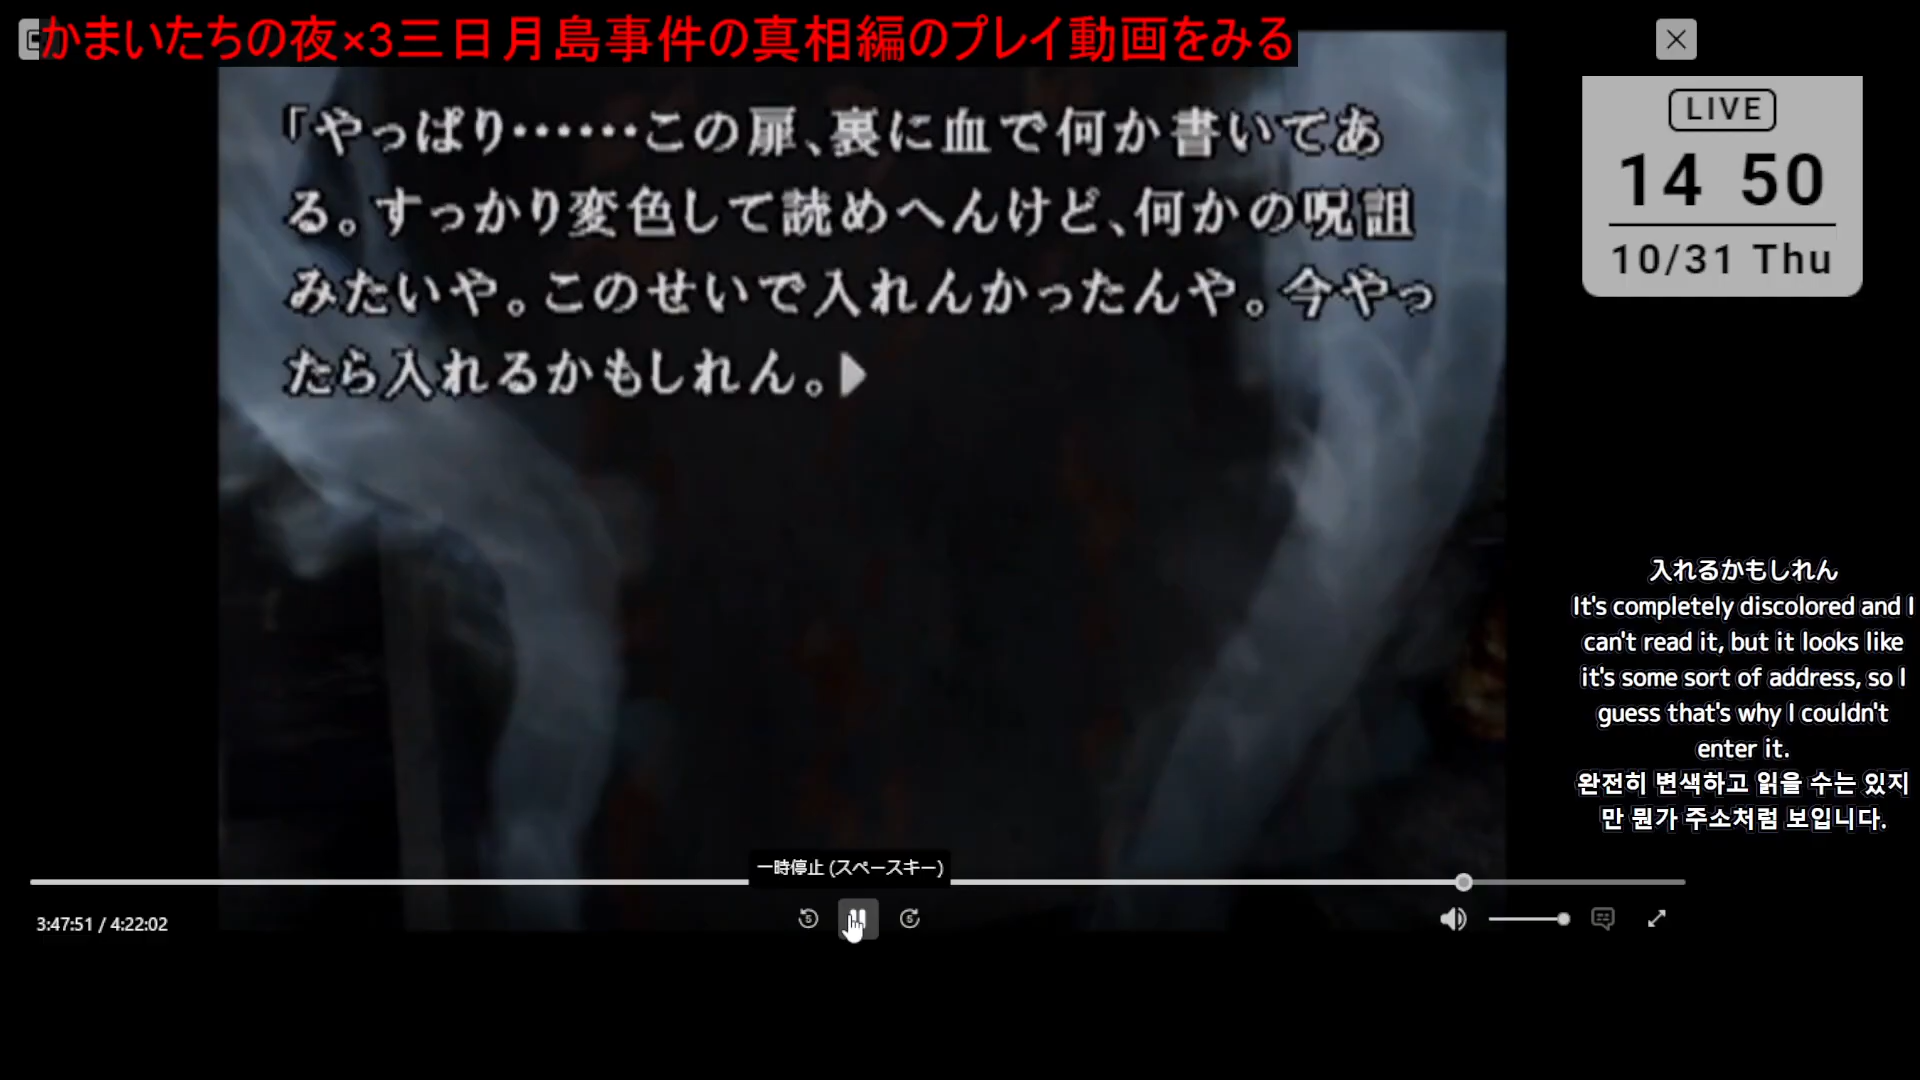 かまいたちの夜×3三日月島事件の真相編のプレイ動画をみる
「やっぱり……この扉、裏に血で何か書いてあ
る。すっかり変色して読めへんけど、何かの呪詛
みたいや。このせいで入れんかったんや。今やっ
たら入れるかもしれん。
LIVE
14 50
10/31 Thu
入れるかもしれん
It's completely discolored and I
can't read it, but it looks like
it's some sort of address, so I
guess that's why I couldn't
enter it.
완전히 변색하고 읽을 수는 있지
만 뭔가 주소처럼 보입니다.
一時停止 (スペースキー)
3:47:51 / 4:22:02
5
5